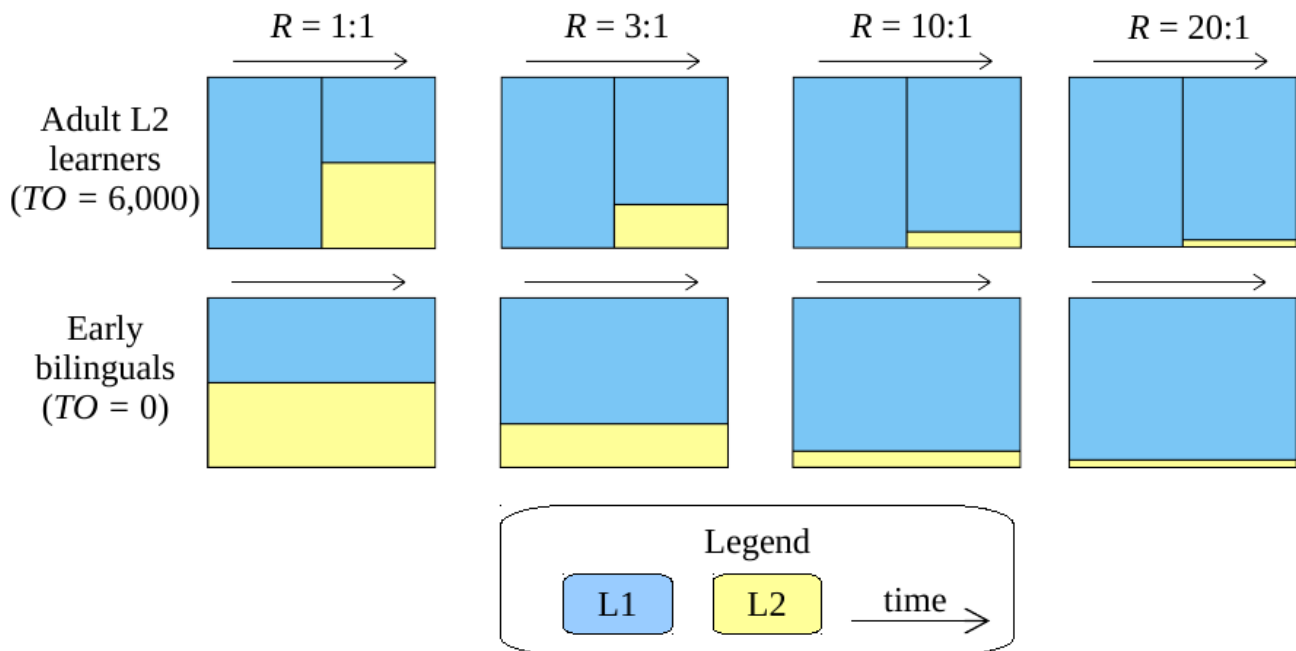 R = 1:1
R = 3:1
R = 10:1
R = 20:1
Adult L2
learners
(TO = 6,000)
Early
bilinguals
(TO = 0)
Legend
L1
L2
time